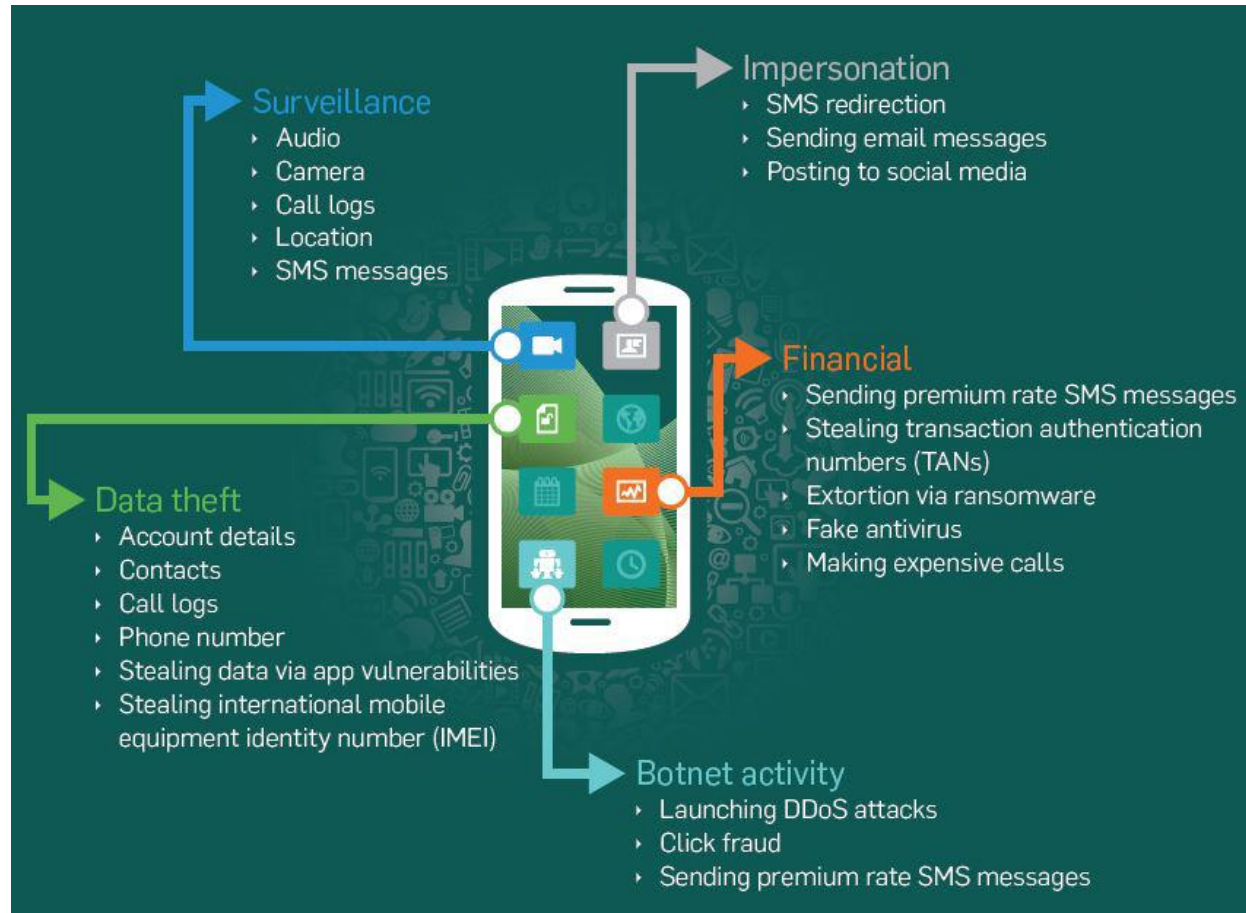 Surveillance
Audio
Camera
Call logs
Location
SMS messages
Impersonation
SMS redirection
Sending email messages
Posting to social media
Financial
Sending premium rate SMS messages
Stealing transaction authentication
numbers (TANs)
Extortion via ransomware
Fake antivirus
Making expensive calls
Data theft
Account details
Contacts
Call logs
Phone number
Stealing data via app vulnerabilities
Stealing international mobile
equipment identity number (IMEI)
Botnet activity
Launching DDoS attacks
Click fraud
Sending premium rate SMS messages